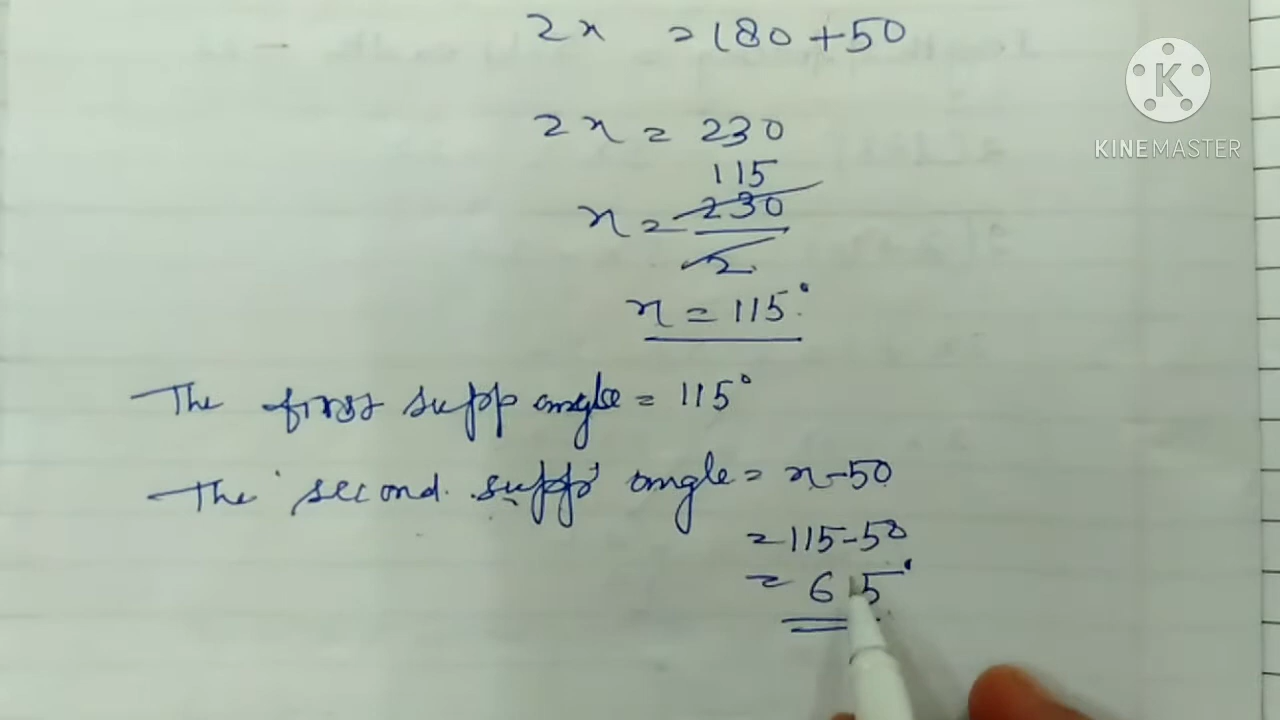 2x = 180 + 50
2x = 230
115
x = 230
2
x = 115°
The first supp angle = 115°
The second supp angle = x - 50
= 115 - 50
= 65°
K
KINEMASTER